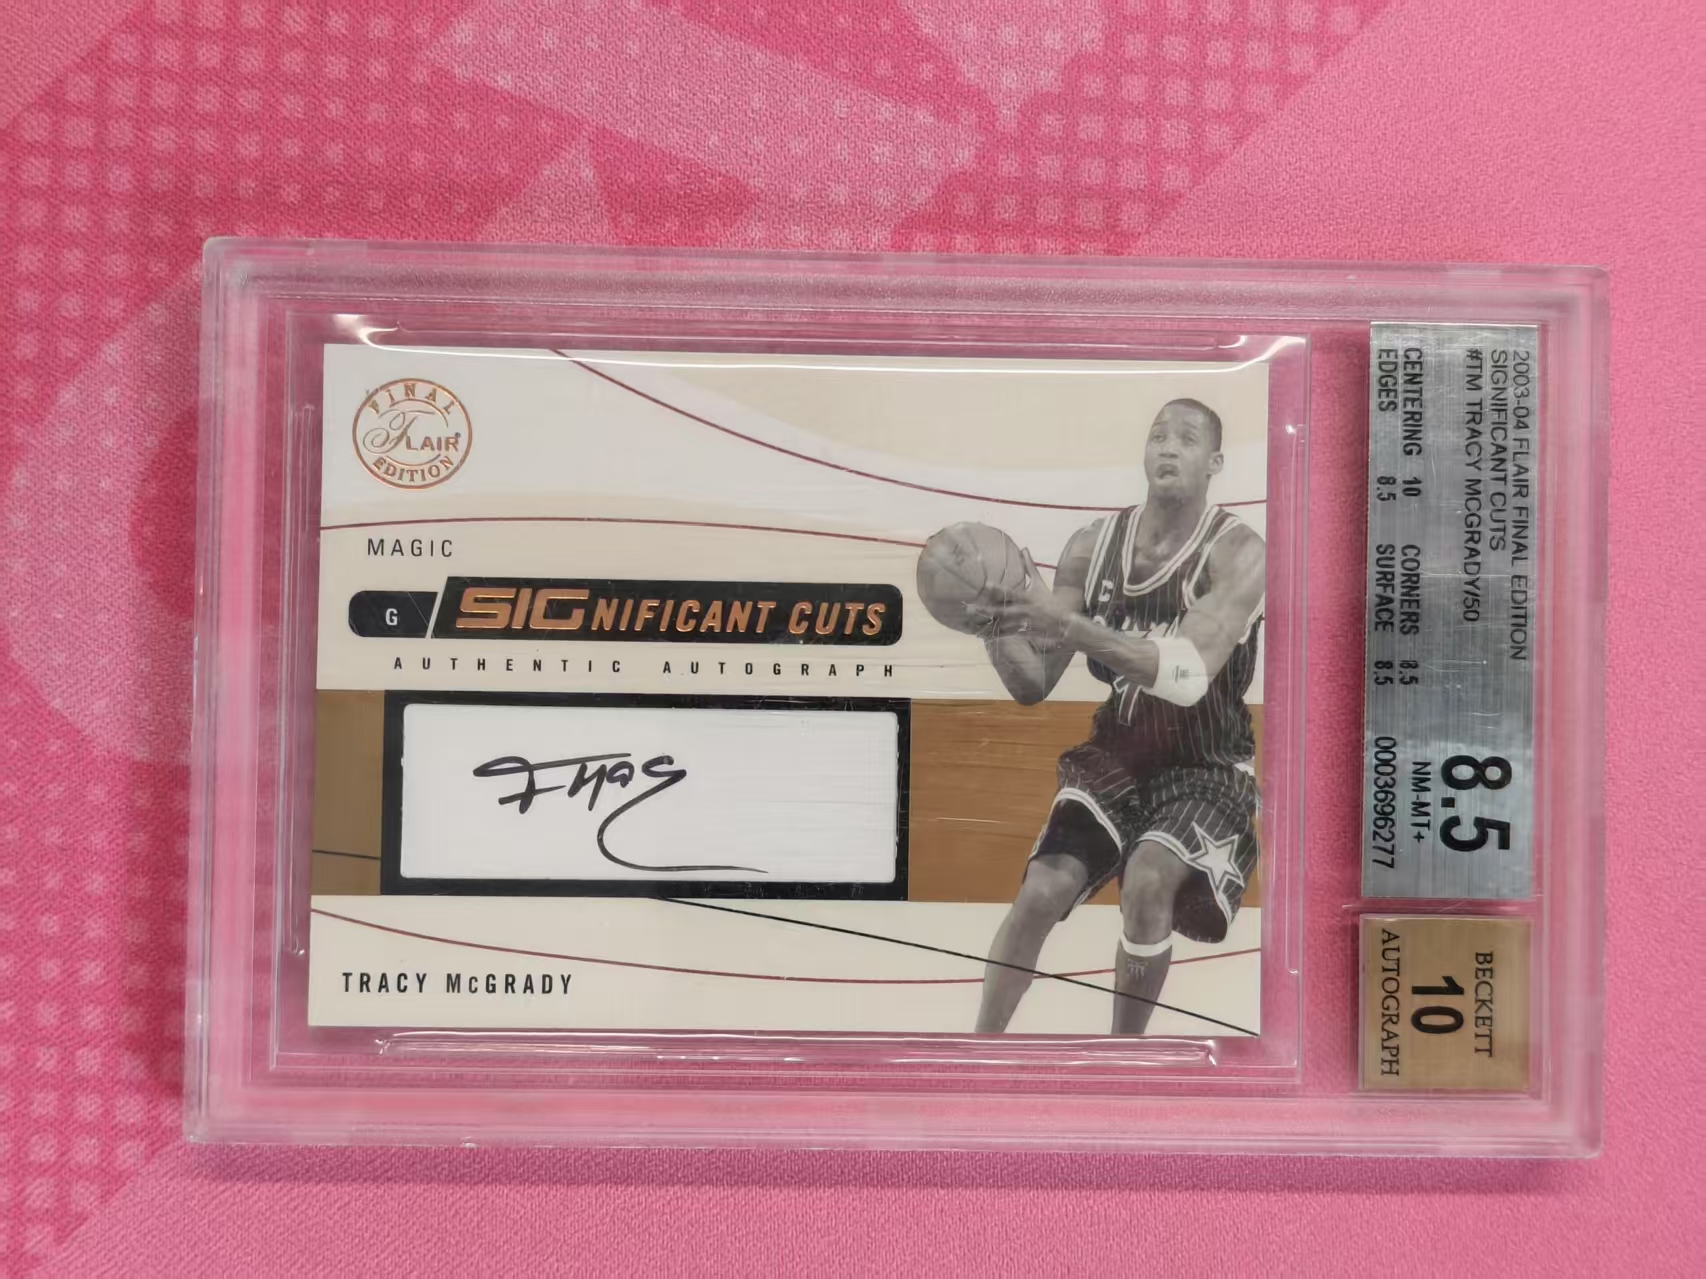 FINAL
FLAIR
EDITION
MAGIC
G
SIGNIFICANT CUTS
AUTHENTIC AUTOGRAPH
TRACY McGRADY
2003-04 FLAIR FINAL EDITION
SIGNIFICANT CUTS
#TM TRACY MCGRADY/50
CENTERING 10 CORNERS 8.5
EDGES 8.5 SURFACE 8.5
8.5
NM-MT+
0003696277
BECKETT
10
AUTOGRAPH